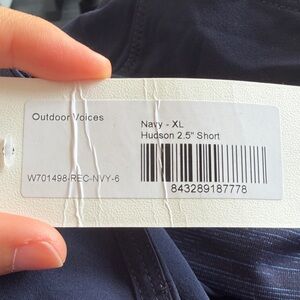 Outdoor Voices
Navy - XL
Hudson 2.5" Short
W701498-REC-NVY-6
843289187778